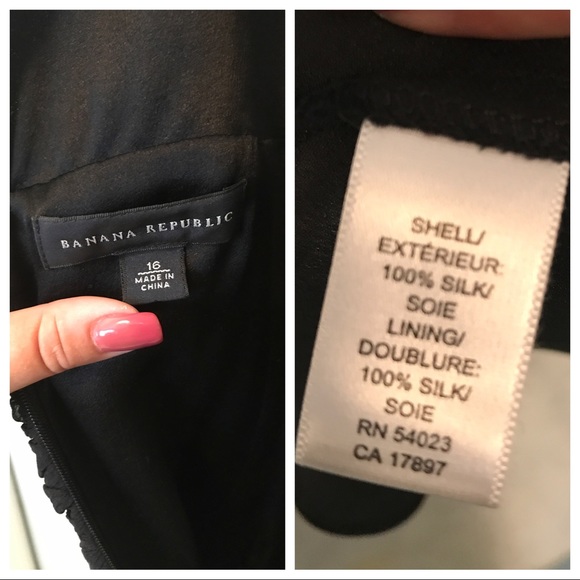 BANANA REPUBLIC
16
MADE IN
CHINA
SHELL/
EXTÉRIEUR:
100% SILK/
SOIE
LINING/
DOUBLURE:
100% SILK/
SOIE
RN 54023
CA 17897